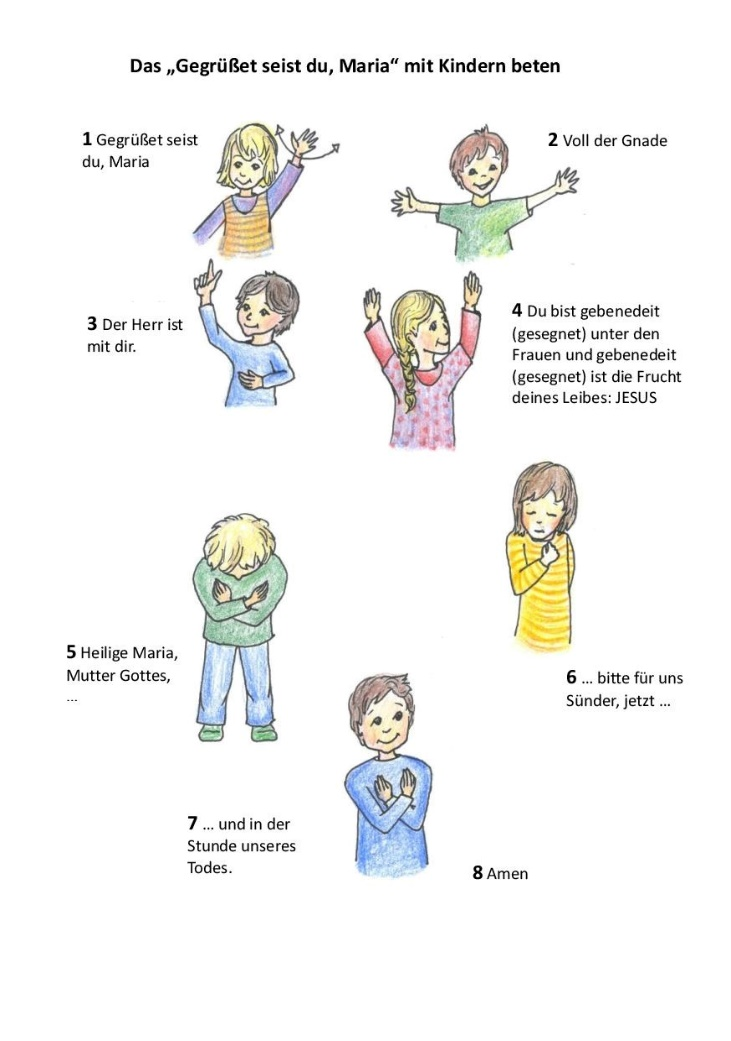 Das „Gegrüßet seist du, Maria“ mit Kindern beten
1 Gegrüßet seist
du, Maria
2 Voll der Gnade
3 Der Herr ist
mit dir.
4 Du bist gebenedeit
(gesegnet) unter den
Frauen und gebenedeit
(gesegnet) ist die Frucht
deines Leibes: JESUS
5 Heilige Maria,
Mutter Gottes,
...
6 ... bitte für uns
Sünder, jetzt ...
7 ... und in der
Stunde unseres
Todes.
8 Amen